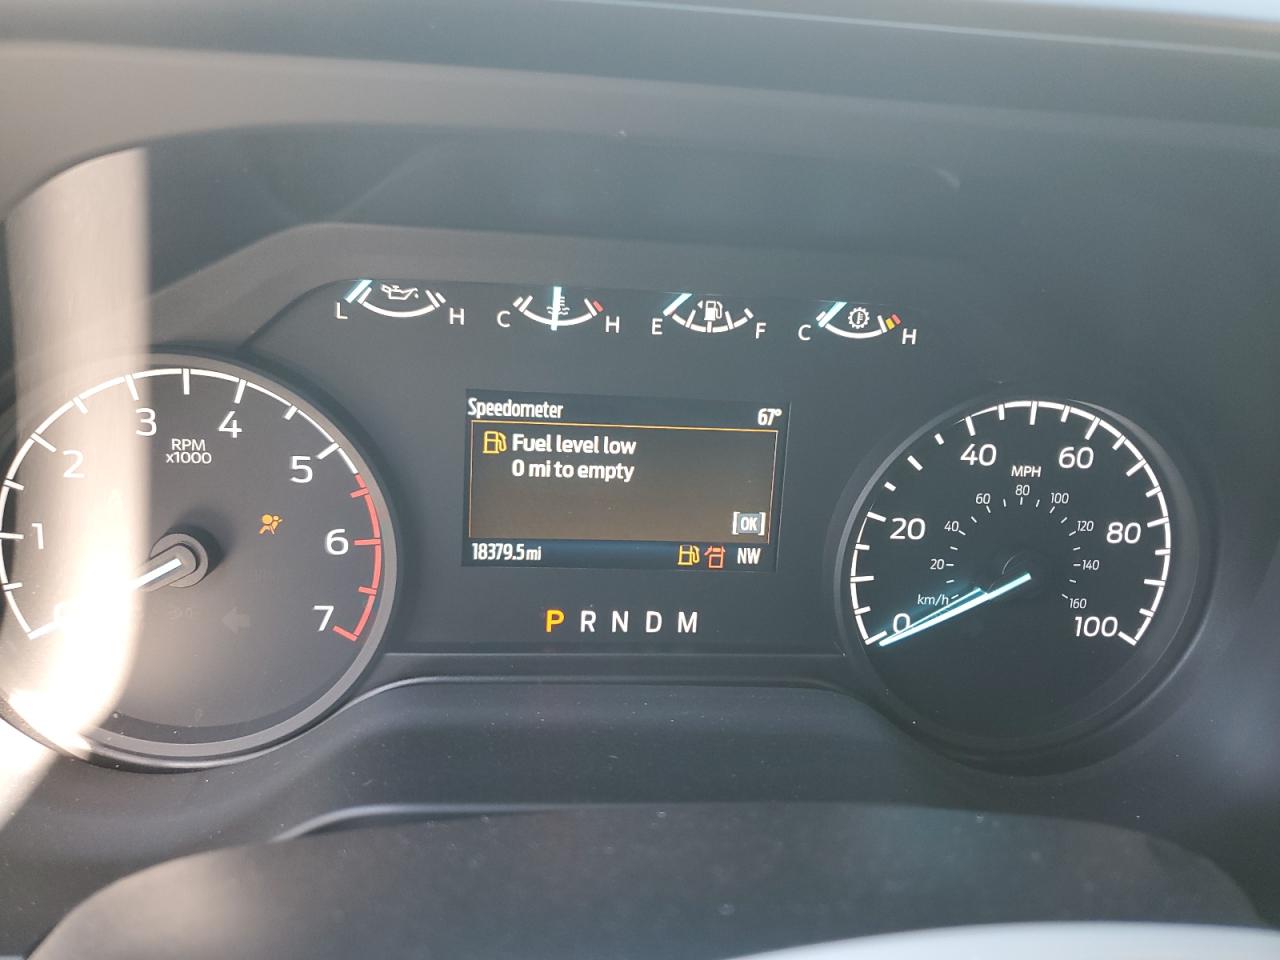 L H C H E F C H
3 4
RPM
x1000
2 5
1 6
0 7
Speedometer 67°
Fuel level low
0 mi to empty
[OK]
18379.5 mi NW
P R N D M
40 60
MPH
60 80 100
20 40 120 80
20 140
km/h 160
0 100